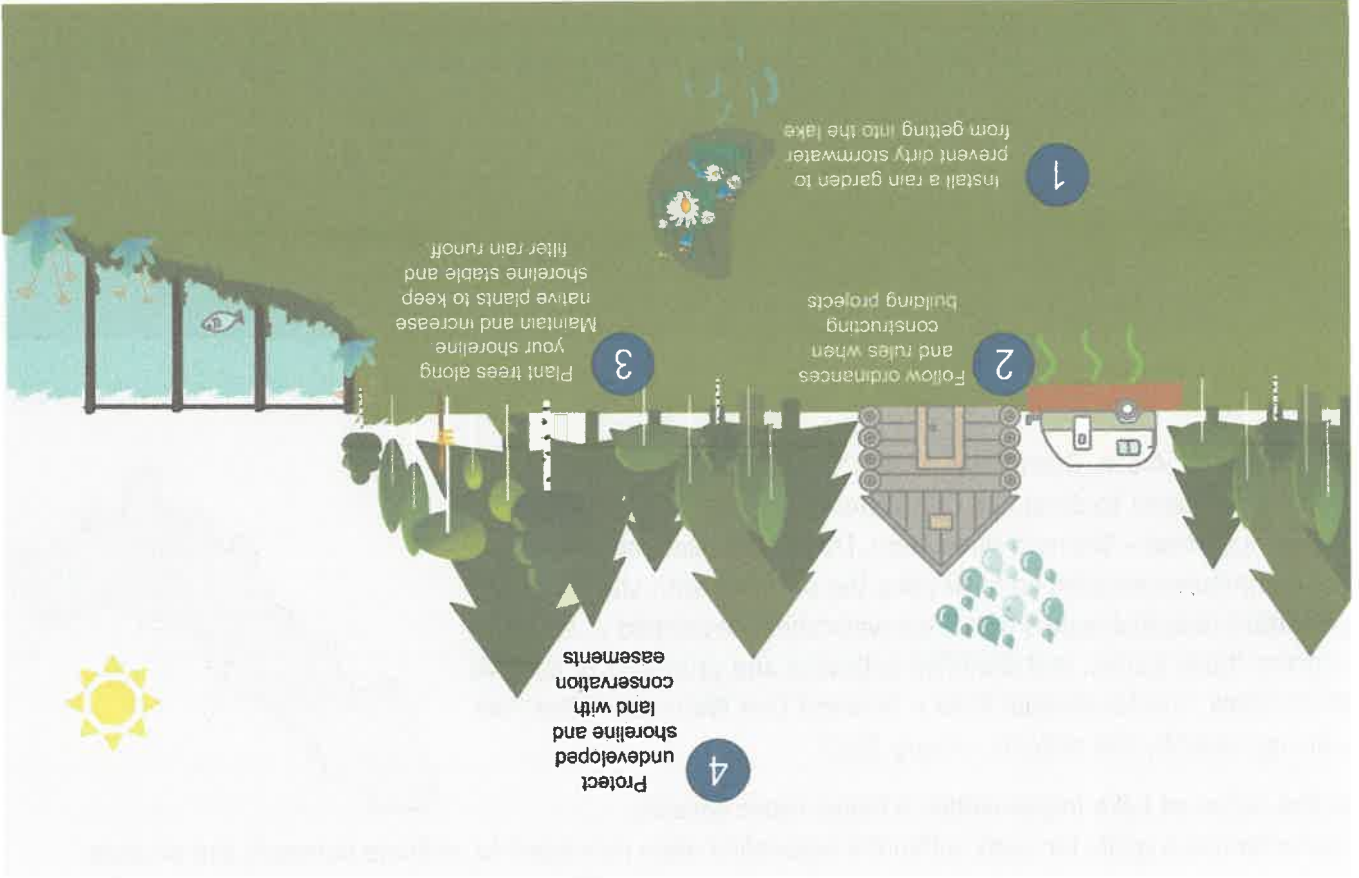 4
Protect
undeveloped
shoreline and
land with
conservation
easements
3
Plant trees along
your shoreline
Maintain and increase
native plants to keep
shoreline stable and
filter rain runoff.
2
Follow ordinances
and rules when
constructing
building projects
1
Install a rain garden to
prevent dirty stormwater
from getting into the lake